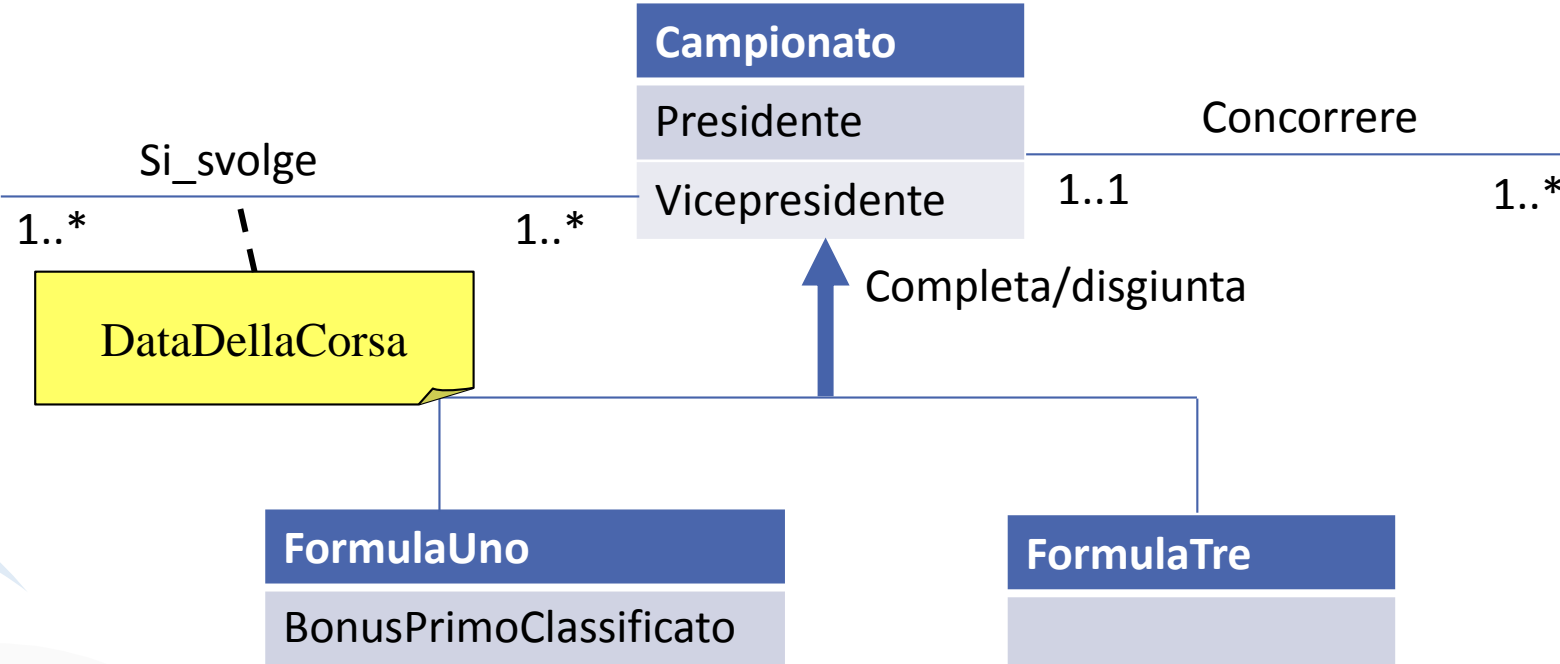 Campionato
Presidente
Vicepresidente
Si_svolge
1..*
1..*
DataDellaCorsa
Concorrere
1..1
1..*
Completa/disgiunta
FormulaUno
BonusPrimoClassificato
FormulaTre